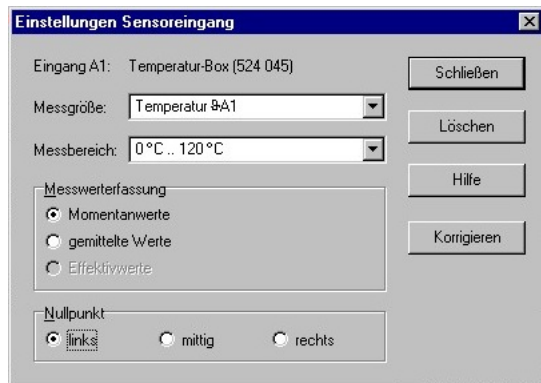 Einstellungen Sensoreingang
Eingang A1: Temperatur-Box (524 045)
Schließen
Messgröße: Temperatur ϑA1
Löschen
Messbereich: 0°C .. 120°C
Hilfe
Messwerterfassung
Momentanwerte
Korrigieren
gemittelte Werte
Effektivwerte
Nullpunkt
links mittig rechts